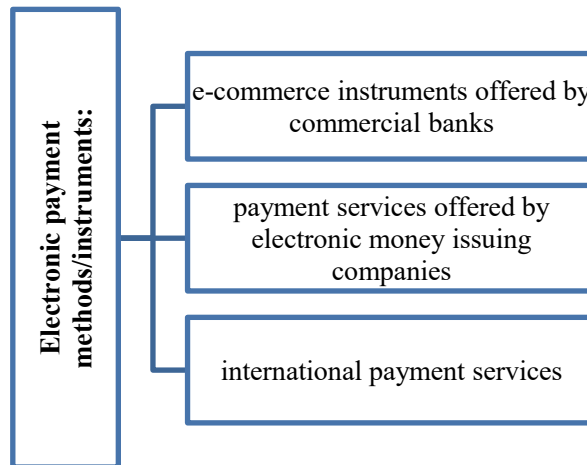 Electronic payment
methods/instruments:
e-commerce instruments offered by
commercial banks
payment services offered by
electronic money issuing
companies
international payment services